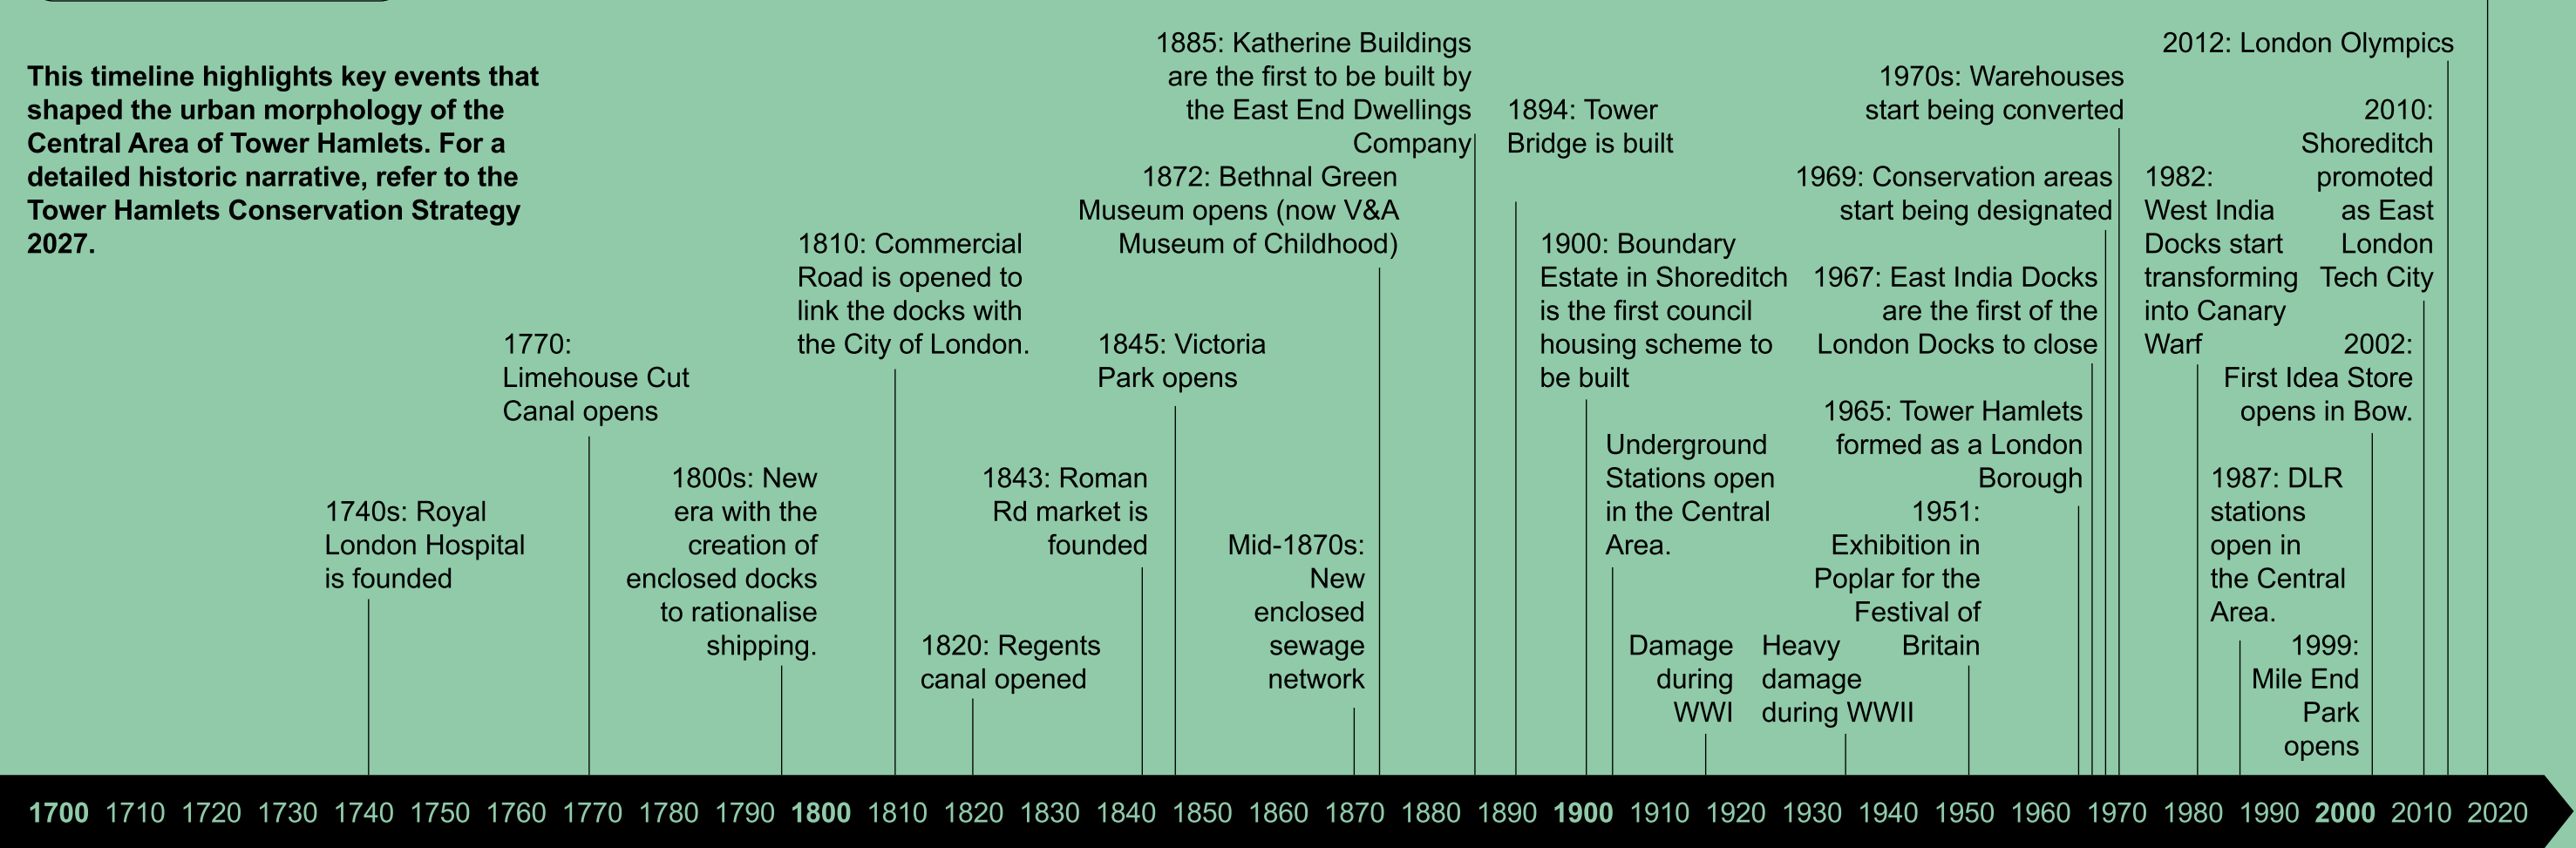 This timeline highlights key events that
shaped the urban morphology of the
Central Area of Tower Hamlets. For a
detailed historic narrative, refer to the
Tower Hamlets Conservation Strategy
2027.
1740s: Royal
London Hospital
is founded
1770:
Limehouse Cut
Canal opens
1800s: New
era with the
creation of
enclosed docks
to rationalise
shipping.
1810: Commercial
Road is opened to
link the docks with
the City of London.
1820: Regents
canal opened
1843: Roman
Rd market is
founded
1845: Victoria
Park opens
Mid-1870s:
New
enclosed
sewage
network
1872: Bethnal Green
Museum opens (now V&A
Museum of Childhood)
1885: Katherine Buildings
are the first to be built by
the East End Dwellings
Company
1894: Tower
Bridge is built
1900: Boundary
Estate in Shoreditch
is the first council
housing scheme to
be built
Underground
Stations open
in the Central
Area.
Damage
during
WWI
Heavy
damage
during WWII
1951:
Exhibition in
Poplar for the
Festival of
Britain
1965: Tower Hamlets
formed as a London
Borough
1967: East India Docks
are the first of the
London Docks to close
1969: Conservation areas
start being designated
1970s: Warehouses
start being converted
1982:
West India
Docks start
transforming
into Canary
Warf
1987: DLR
stations
open in
the Central
Area.
1999:
Mile End
Park
opens
2002:
First Idea Store
opens in Bow.
2010:
Shoreditch
promoted
as East
London
Tech City
2012: London Olympics
1700 1710 1720 1730 1740 1750 1760 1770 1780 1790 1800 1810 1820 1830 1840 1850 1860 1870 1880 1890 1900 1910 1920 1930 1940 1950 1960 1970 1980 1990 2000 2010 2020